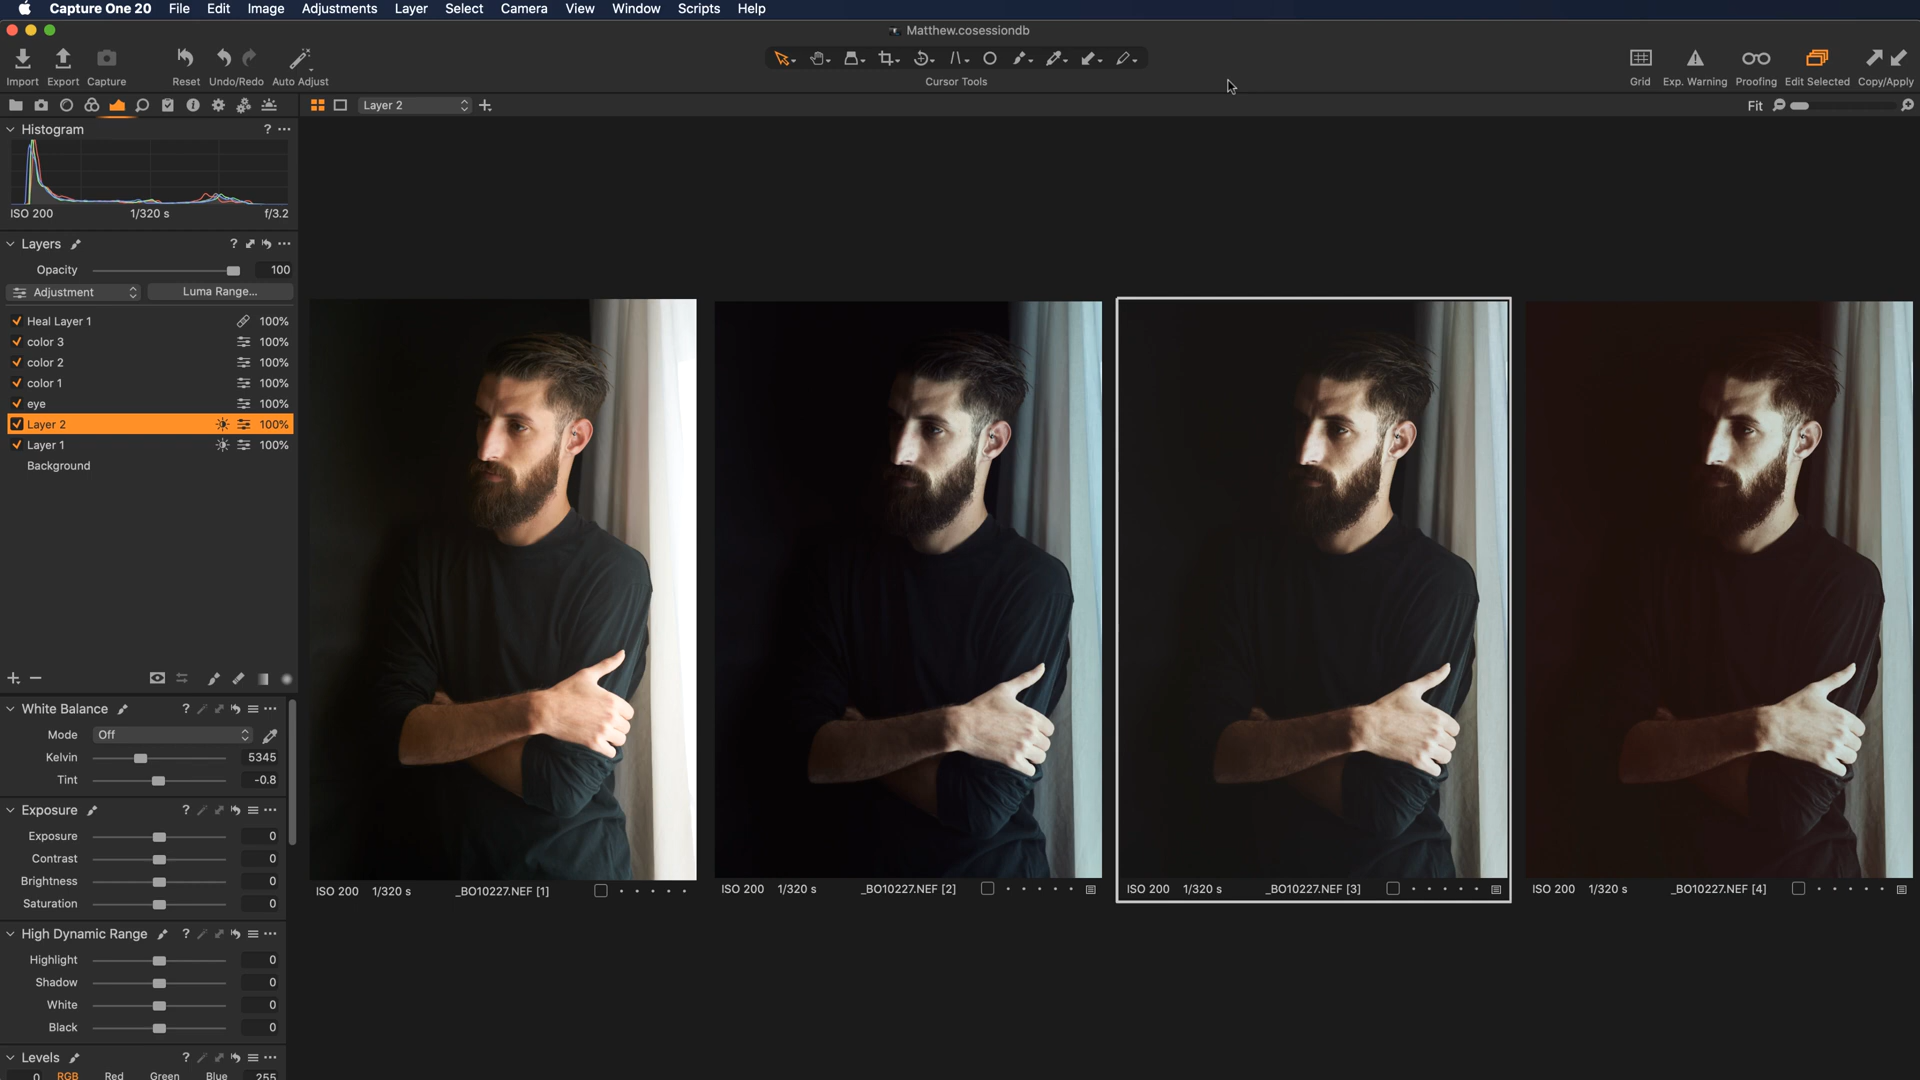 Capture One 20 File Edit Image Adjustments Layer Select Camera View Window Scripts Help
Matthew.cosessiondb
Import Export Capture Reset Undo/Redo Auto Adjust Cursor Tools Grid Exp. Warning Proofing Edit Selected Copy/Apply
Layer 2 Fit
Histogram ?
ISO 200 1/320 s f/3.2
Layers ?
Opacity 100
Adjustment Luma Range...
Heal Layer 1 100%
color 3 100%
color 2 100%
color 1 100%
eye 100%
Layer 2 100%
Layer 1 100%
Background
White Balance ?
Mode Off
Kelvin 5345
Tint -0.8
Exposure ?
Exposure 0
Contrast 0
Brightness 0
Saturation 0
High Dynamic Range ?
Highlight 0
Shadow 0
White 0
Black 0
Levels ?
0 RGB Red Green Blue 255
ISO 200 1/320 s _BO10227.NEF [1]
ISO 200 1/320 s _BO10227.NEF [2]
ISO 200 1/320 s _BO10227.NEF [3]
ISO 200 1/320 s _BO10227.NEF [4]